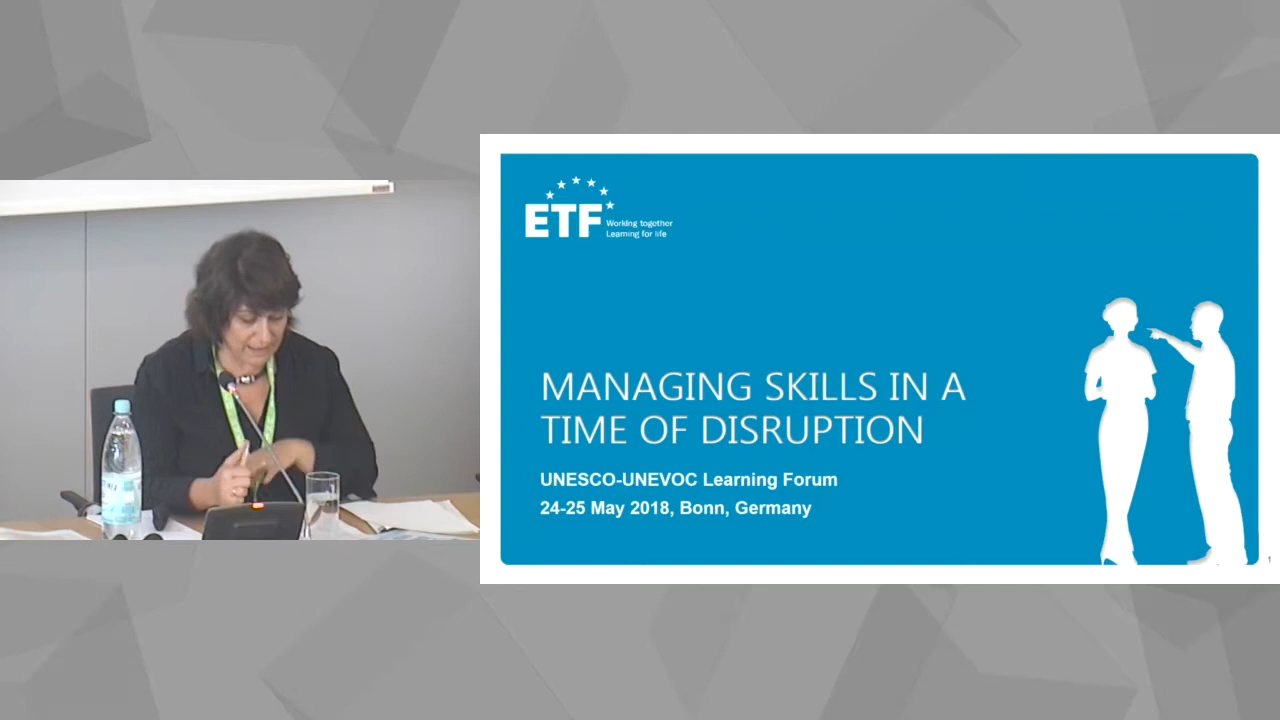 ETF
Working together
Learning for life
MANAGING SKILLS IN A
TIME OF DISRUPTION
UNESCO-UNEVOC Learning Forum
24-25 May 2018, Bonn, Germany